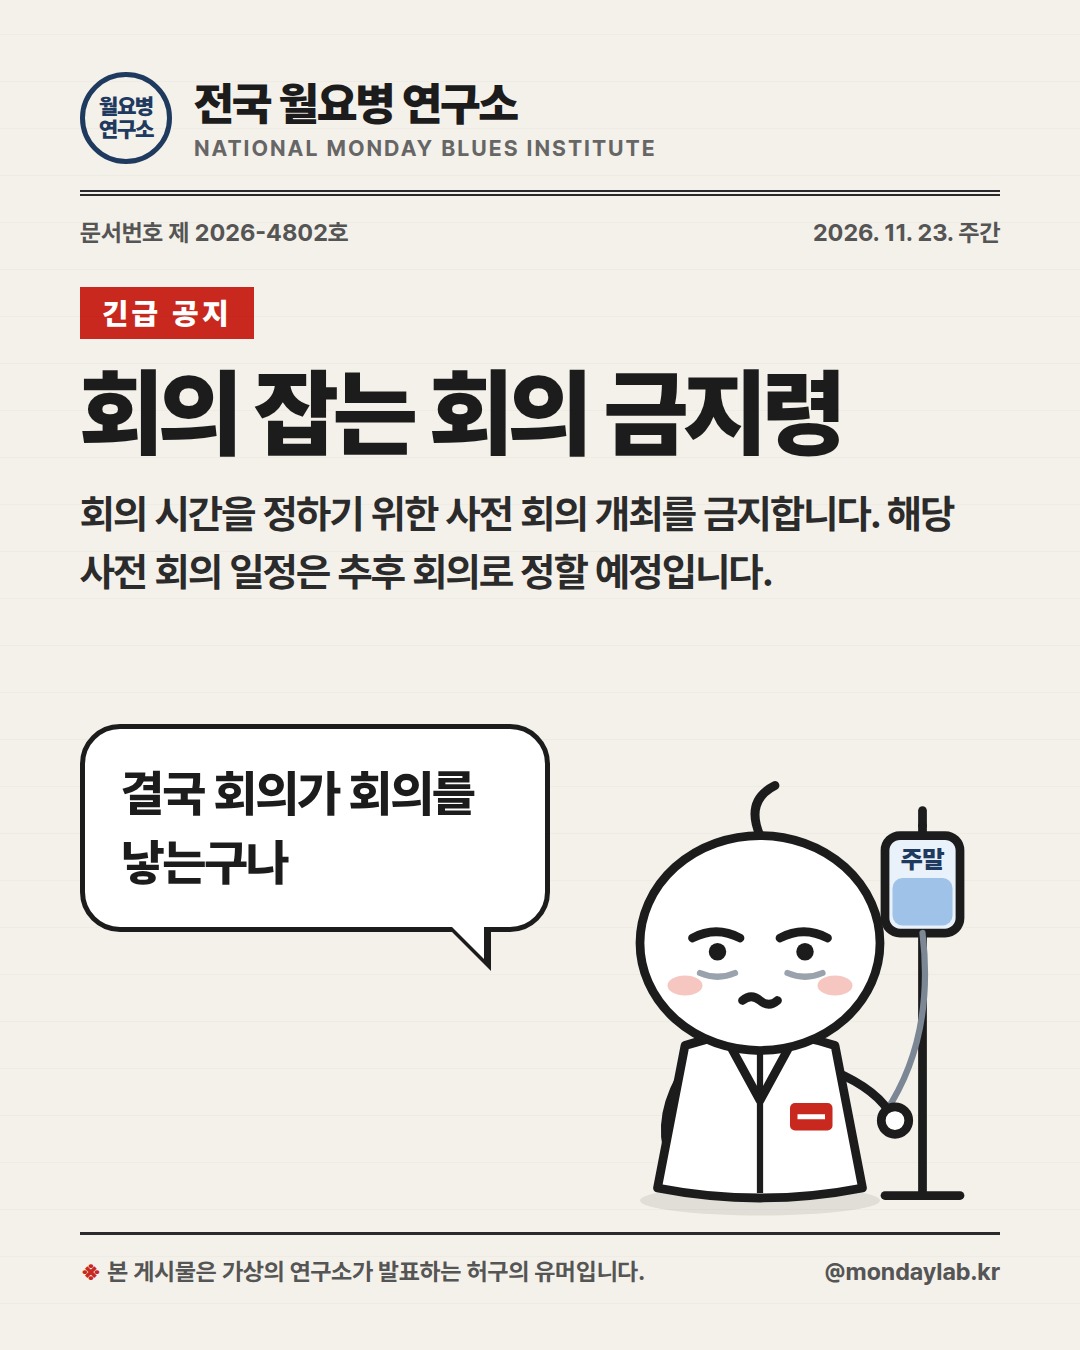 월요병
연구소
전국 월요병 연구소
NATIONAL MONDAY BLUES INSTITUTE
문서번호 제 2026-4802호
2026. 11. 23. 주간
긴급 공지
회의 잡는 회의 금지령
회의 시간을 정하기 위한 사전 회의 개최를 금지합니다. 해당
사전 회의 일정은 추후 회의로 정할 예정입니다.
결국 회의가 회의를
낳는구나
주말
※ 본 게시물은 가상의 연구소가 발표하는 허구의 유머입니다.
@mondaylab.kr